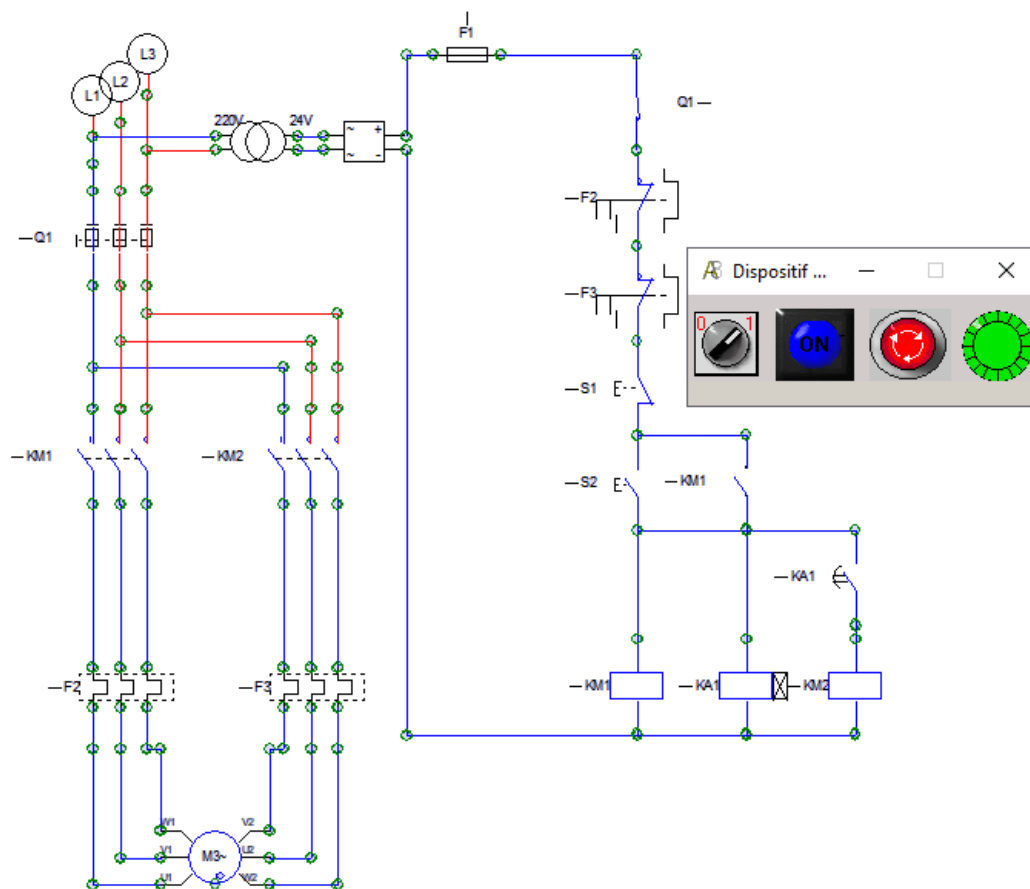 F1
L3
L2
L1
Q1
220V
24V
~ +
~ -
F2
Q1
Dispositif ...
F3
0 1
ON
S1
KM1
KM2
S2
KM1
KA1
F2
F3
KM1
KA1
KM2
W1
V2
V1
M3~
U2
U1
W2